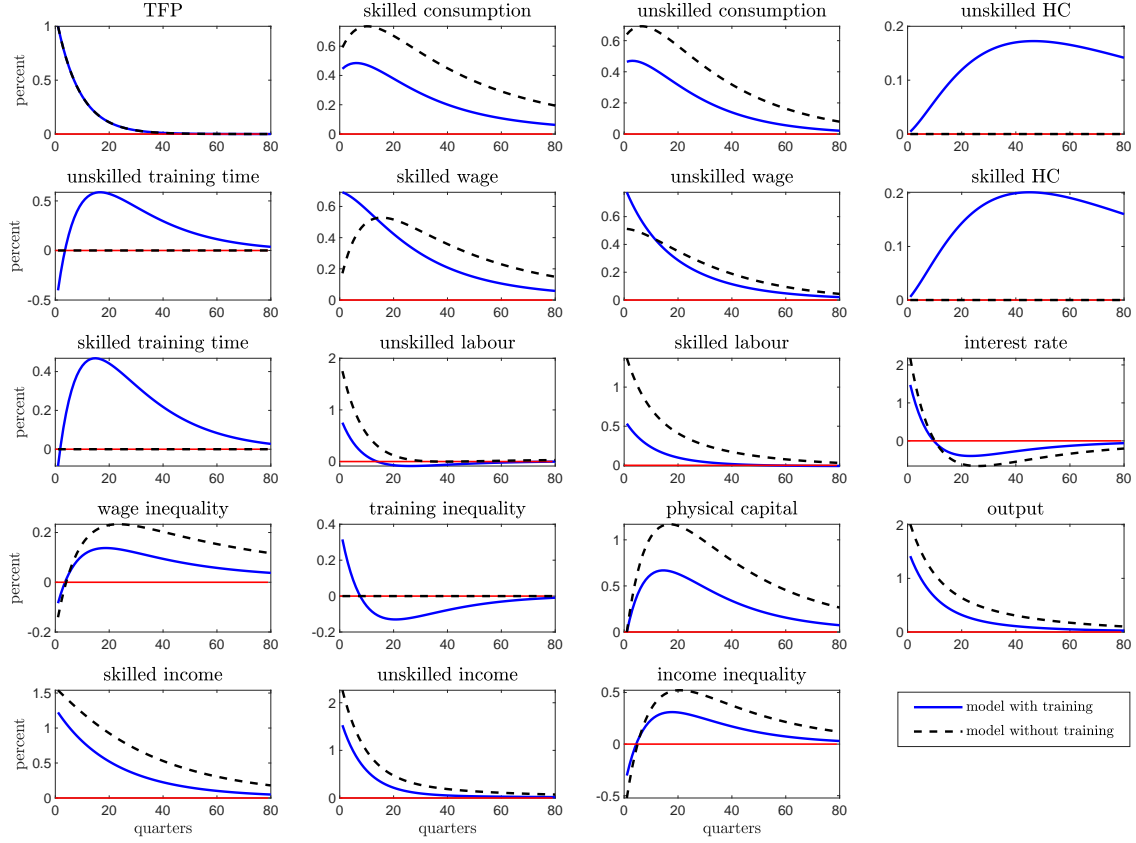 TFP
skilled consumption
unskilled consumption
unskilled HC
percent
1
0.5
0
0 20 40 60 80
0.6
0.4
0.2
0
0 20 40 60 80
0.6
0.4
0.2
0
0 20 40 60 80
0.2
0.1
0
0 20 40 60 80
unskilled training time
skilled wage
unskilled wage
skilled HC
percent
0.5
0
-0.5
0 20 40 60 80
0.6
0.4
0.2
0
0 20 40 60 80
0.6
0.4
0.2
0
0 20 40 60 80
0.2
0.1
0
0 20 40 60 80
skilled training time
unskilled labour
skilled labour
interest rate
percent
0.4
0.2
0
0 20 40 60 80
2
1
0
0 20 40 60 80
1
0
0 20 40 60 80
2
1
0
0 20 40 60 80
wage inequality
training inequality
physical capital
output
percent
0.2
0
-0.2
0 20 40 60 80
0.4
0.2
0
-0.2
0 20 40 60 80
1
0.5
0
0 20 40 60 80
2
1
0
0 20 40 60 80
skilled income
unskilled income
income inequality
percent
1.5
1
0.5
0
0 20 40 60 80
quarters
2
1
0
0 20 40 60 80
quarters
0.5
0
-0.5
0 20 40 60 80
quarters
model with training
model without training